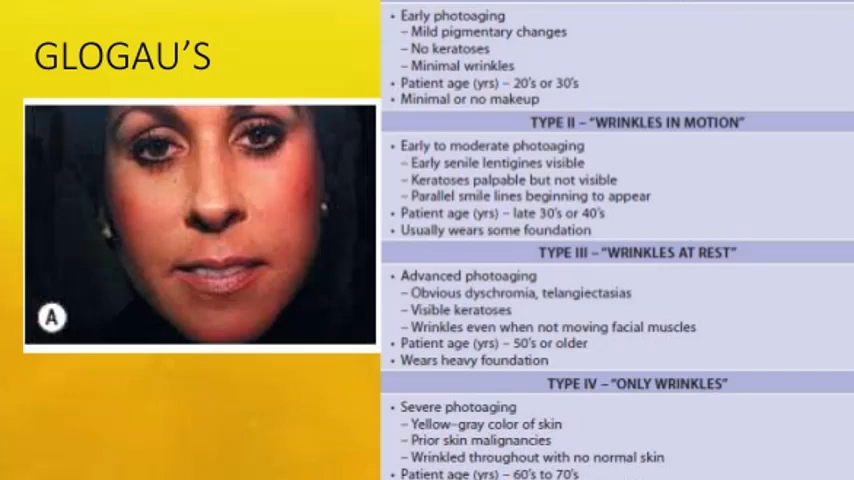 GLOGAU'S
A
• Early photoaging
– Mild pigmentary changes
– No keratoses
– Minimal wrinkles
• Patient age (yrs) – 20's or 30's
• Minimal or no makeup
TYPE II – "WRINKLES IN MOTION"
• Early to moderate photoaging
– Early senile lentigines visible
– Keratoses palpable but not visible
– Parallel smile lines beginning to appear
• Patient age (yrs) – late 30's or 40's
• Usually wears some foundation
TYPE III – "WRINKLES AT REST"
• Advanced photoaging
– Obvious dyschromia, telangiectasias
– Visible keratoses
– Wrinkles even when not moving facial muscles
• Patient age (yrs) – 50's or older
• Wears heavy foundation
TYPE IV – "ONLY WRINKLES"
• Severe photoaging
– Yellow–gray color of skin
– Prior skin malignancies
– Wrinkled throughout with no normal skin
• Patient age (yrs) – 60's to 70's